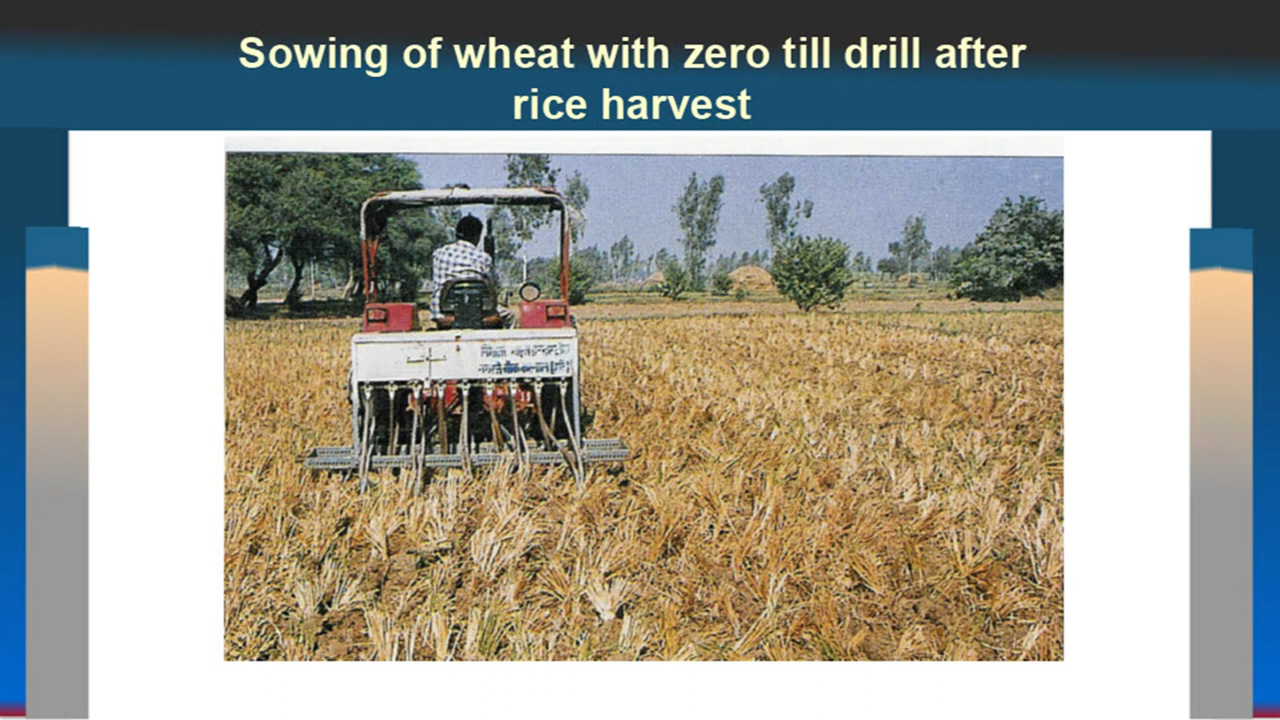 Sowing of wheat with zero till drill after
rice harvest